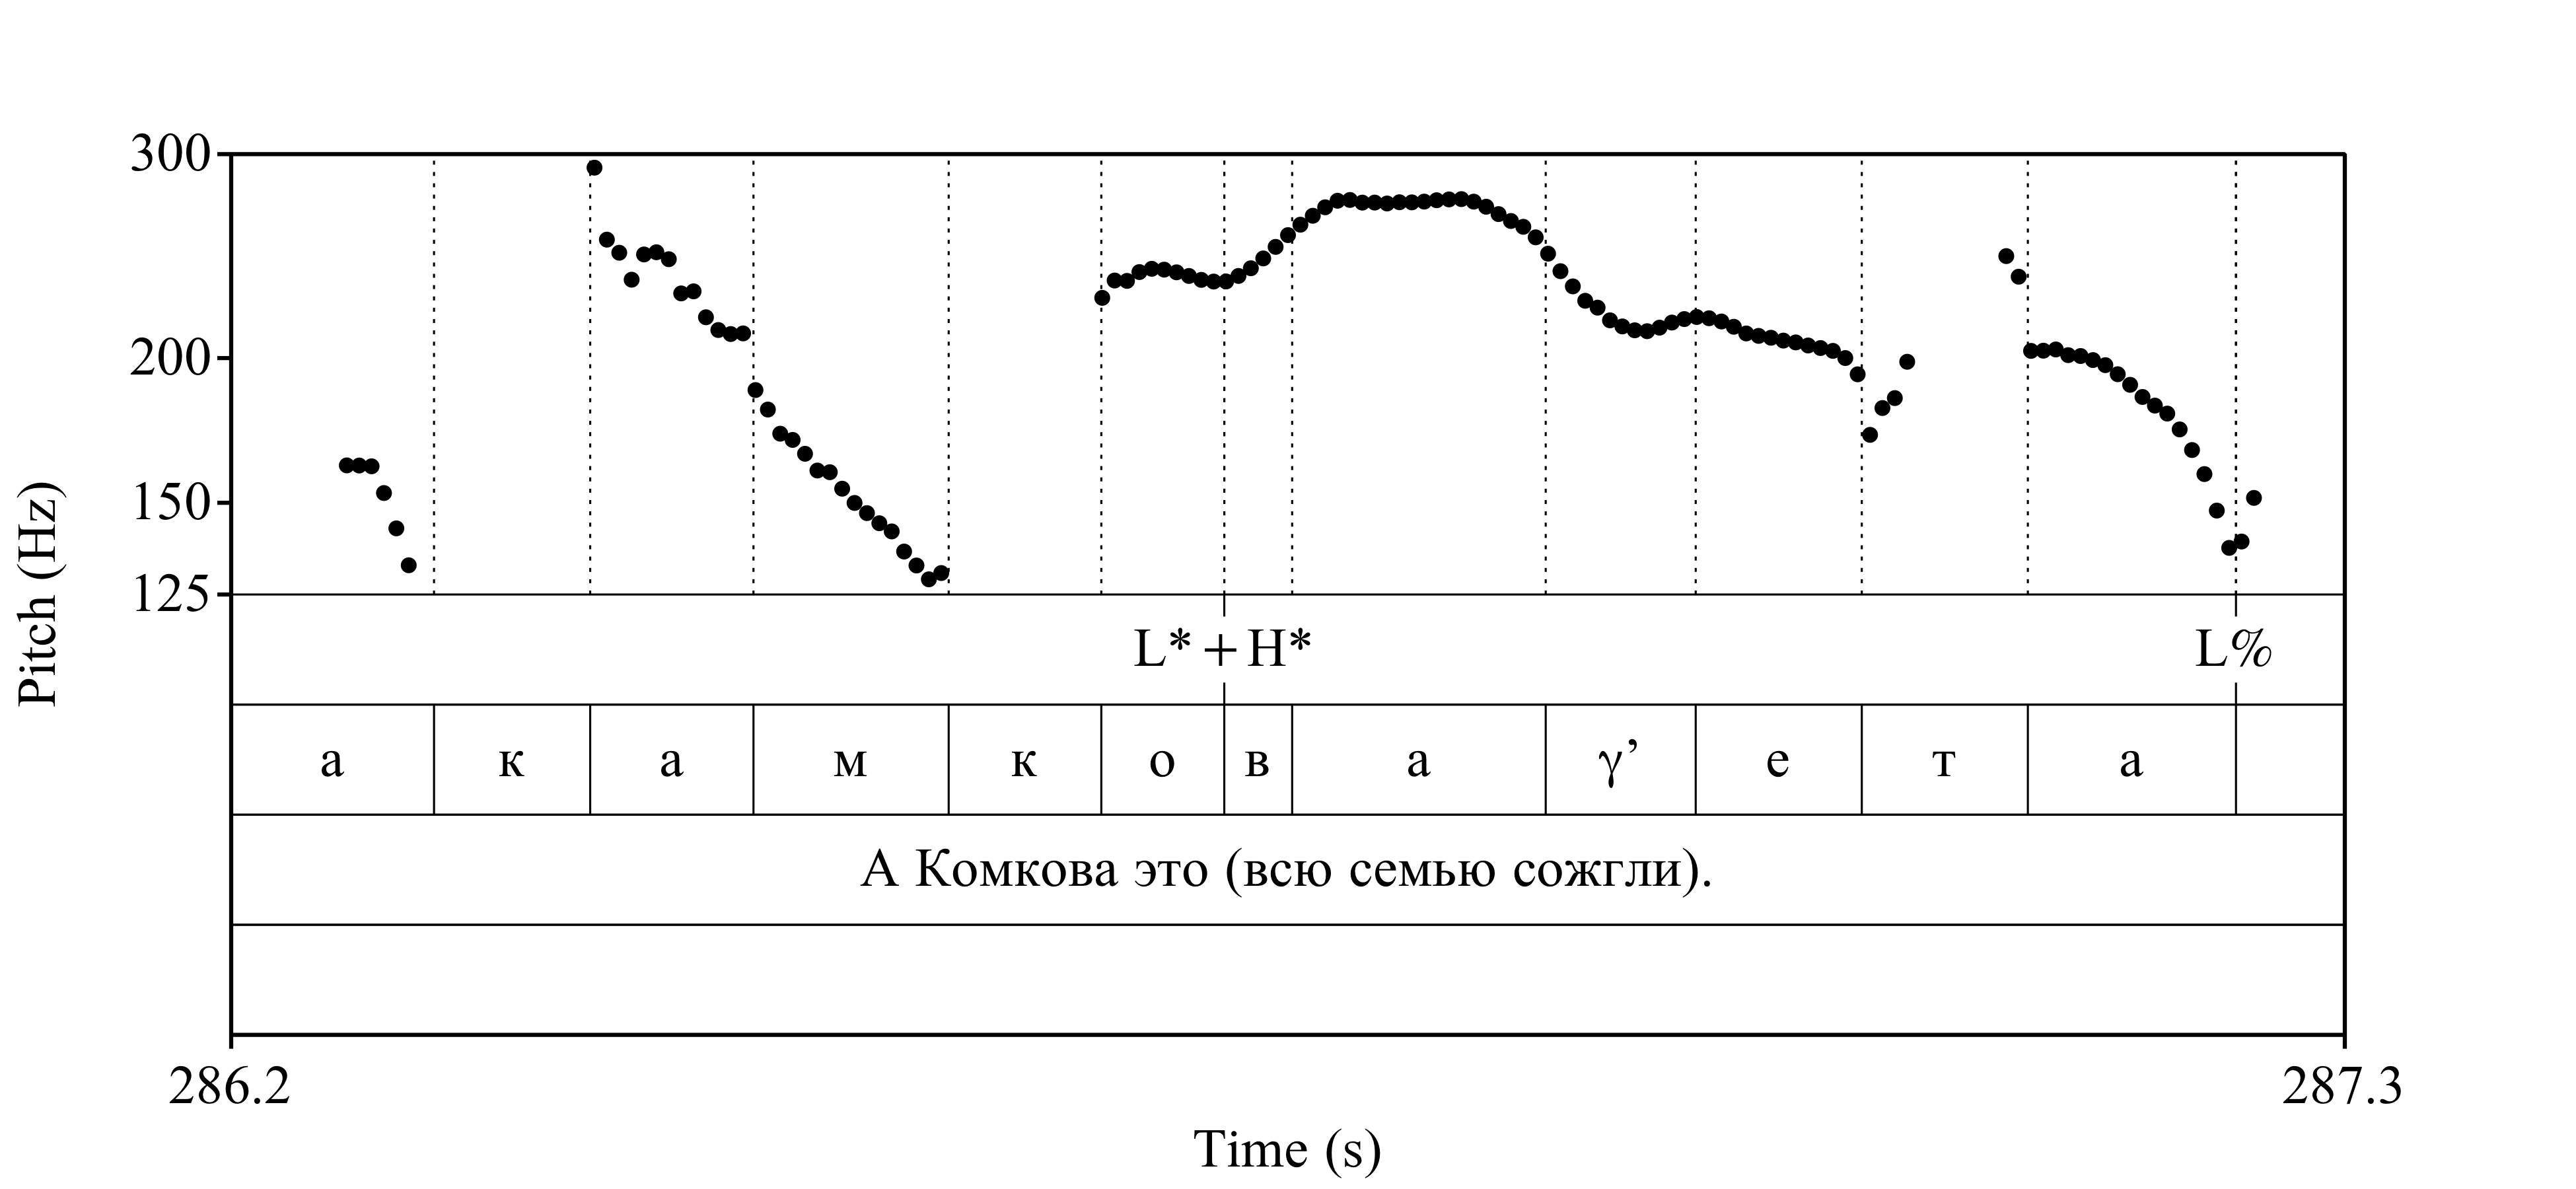 300
200
150
125
Pitch (Hz)
L* + H* L%
а к а м к о в а γ’ е т а
А Комкова это (всю семью сожгли).
286.2 287.3
Time (s)